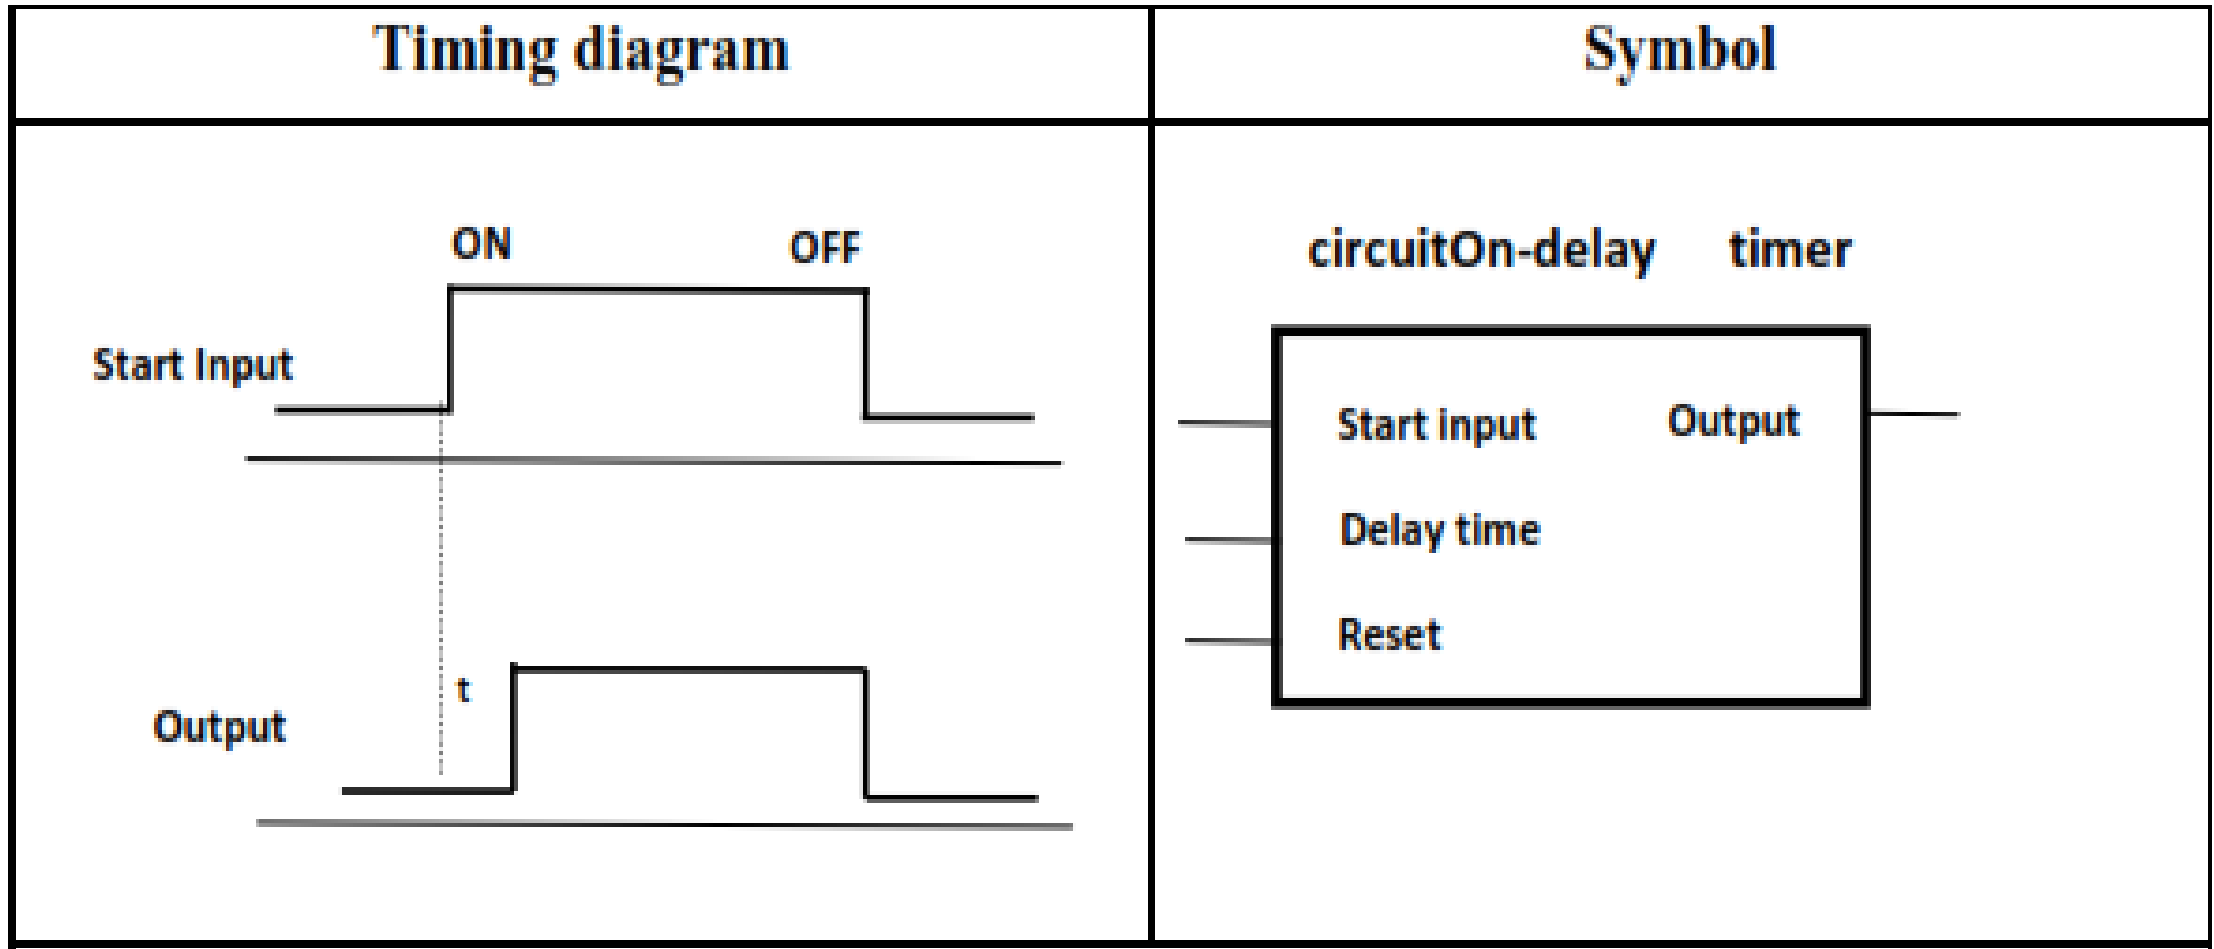 Timing diagram
Symbol
ON OFF
Start Input
t
Output
circuitOn-delay timer
Start input Output
Delay time
Reset